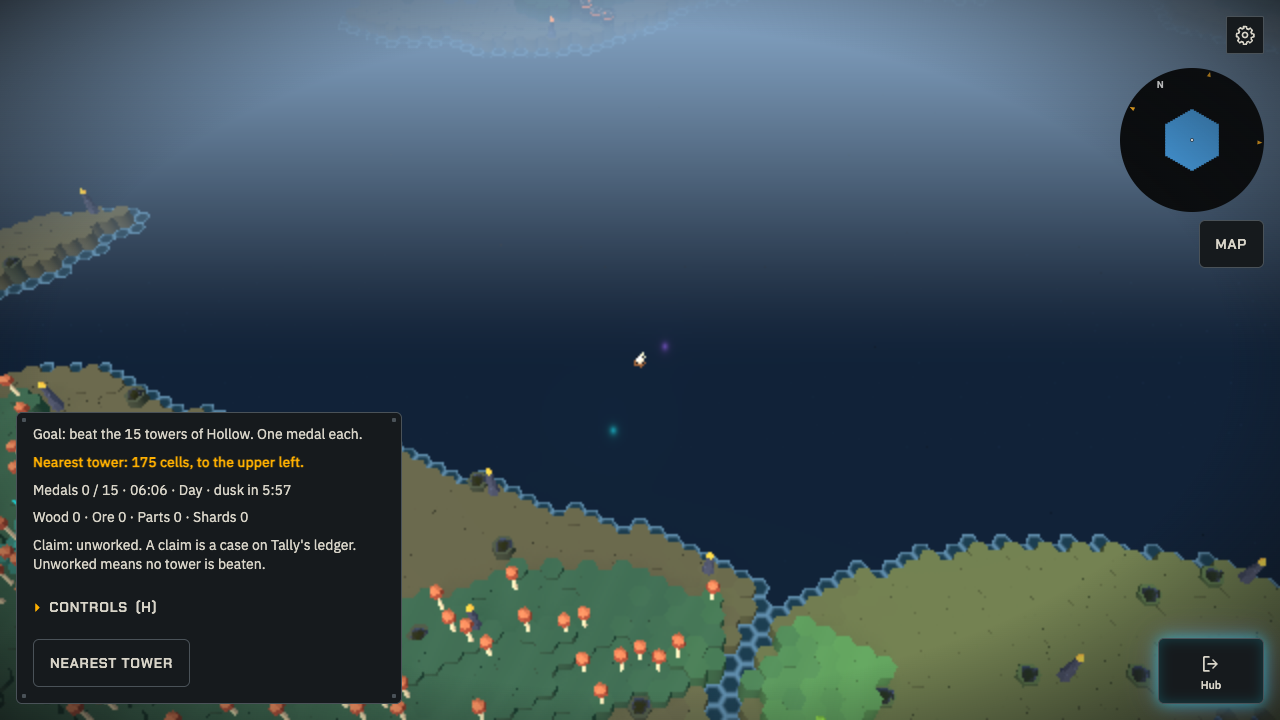 N
MAP
Goal: beat the 15 towers of Hollow. One medal each.
Nearest tower: 175 cells, to the upper left.
Medals 0 / 15 · 06:06 · Day · dusk in 5:57
Wood 0 · Ore 0 · Parts 0 · Shards 0
Claim: unworked. A claim is a case on Tally's ledger.
Unworked means no tower is beaten.
CONTROLS (H)
NEAREST TOWER
Hub